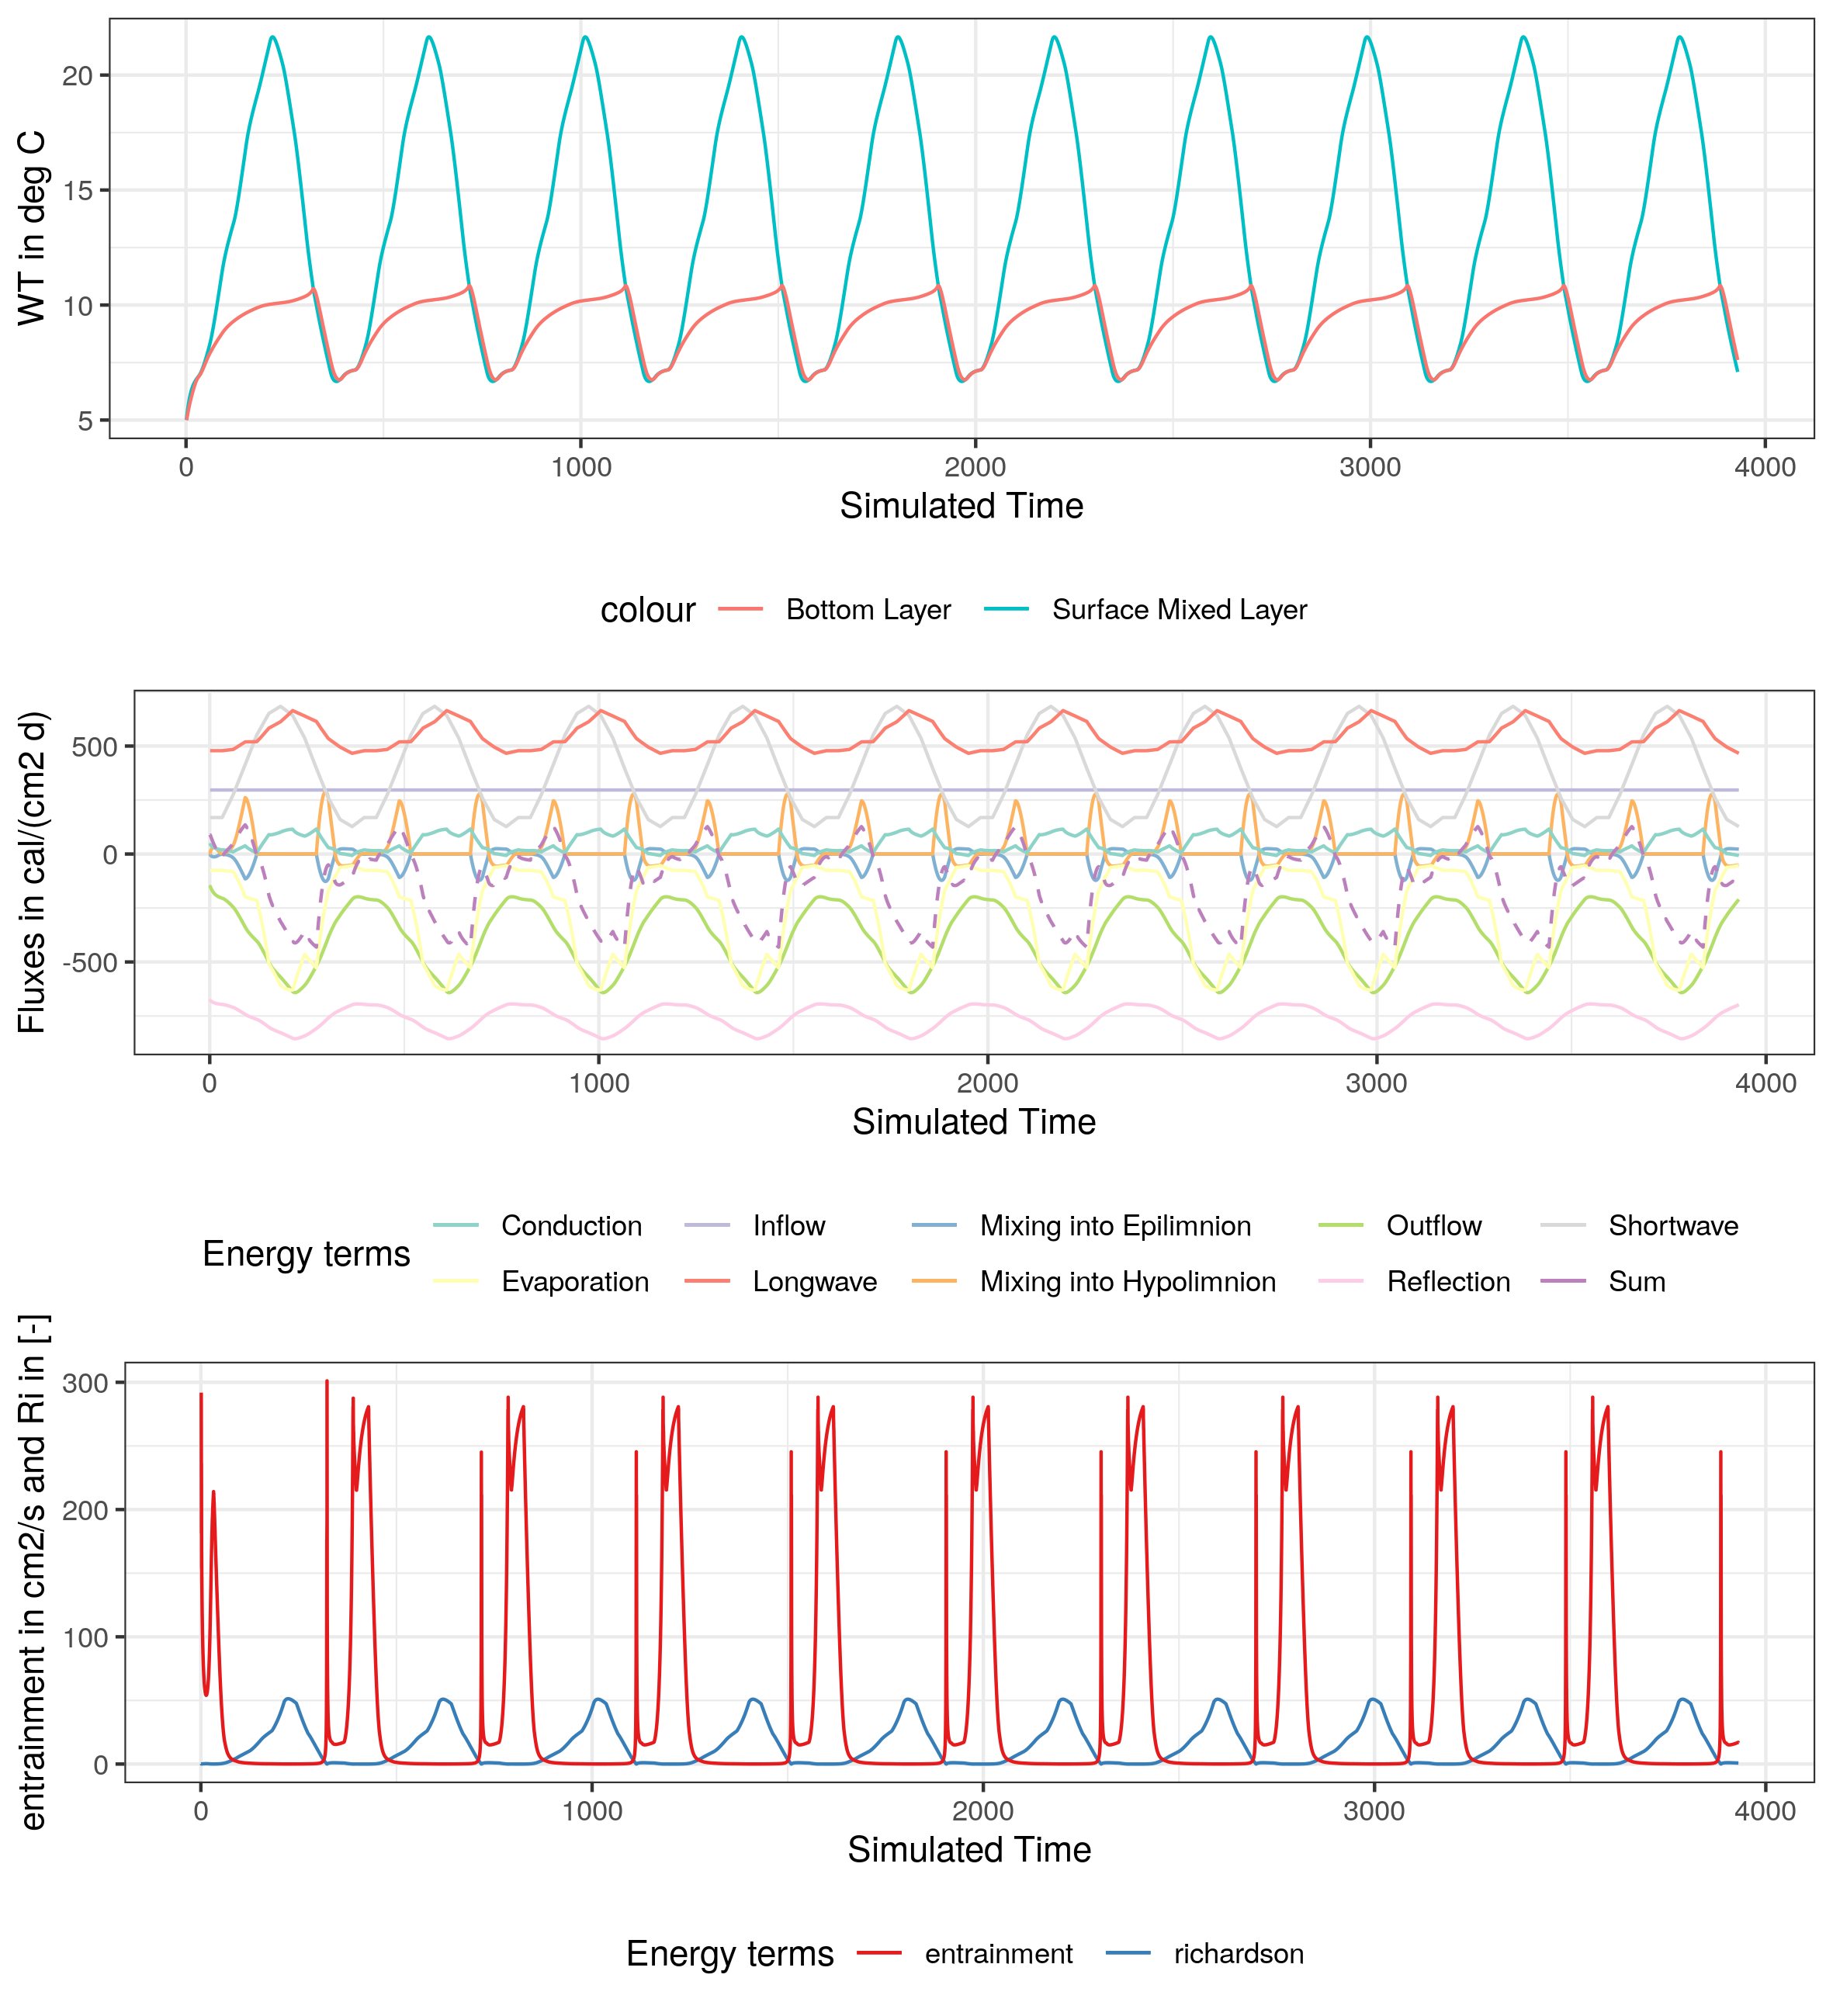 WT in deg C
20
15
10
5
0 1000 2000 3000 4000
Simulated Time
colour Bottom Layer Surface Mixed Layer
Fluxes in cal/(cm2 d)
500
0
-500
0 1000 2000 3000 4000
Simulated Time
Energy terms
Conduction Inflow Mixing into Epilimnion Outflow Shortwave
Evaporation Longwave Mixing into Hypolimnion Reflection Sum
entrainment in cm2/s and Ri in [-]
300
200
100
0
0 1000 2000 3000 4000
Simulated Time
Energy terms entrainment richardson